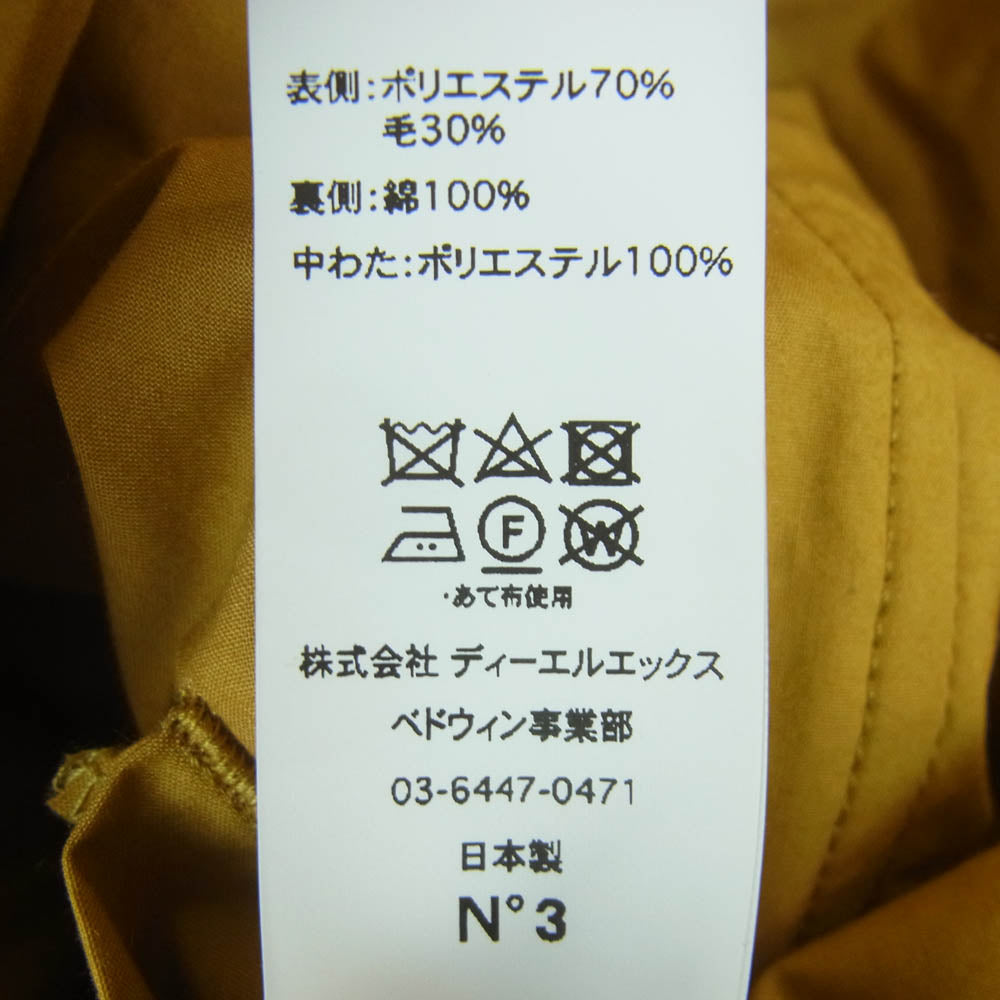 表側:ポリエステル70%
毛30%
裏側:綿100%
中わた:ポリエステル100%
F W
・あて布使用
株式会社 ディーエルエックス
ベドウィン事業部
03-6447-0471
日本製
N°3